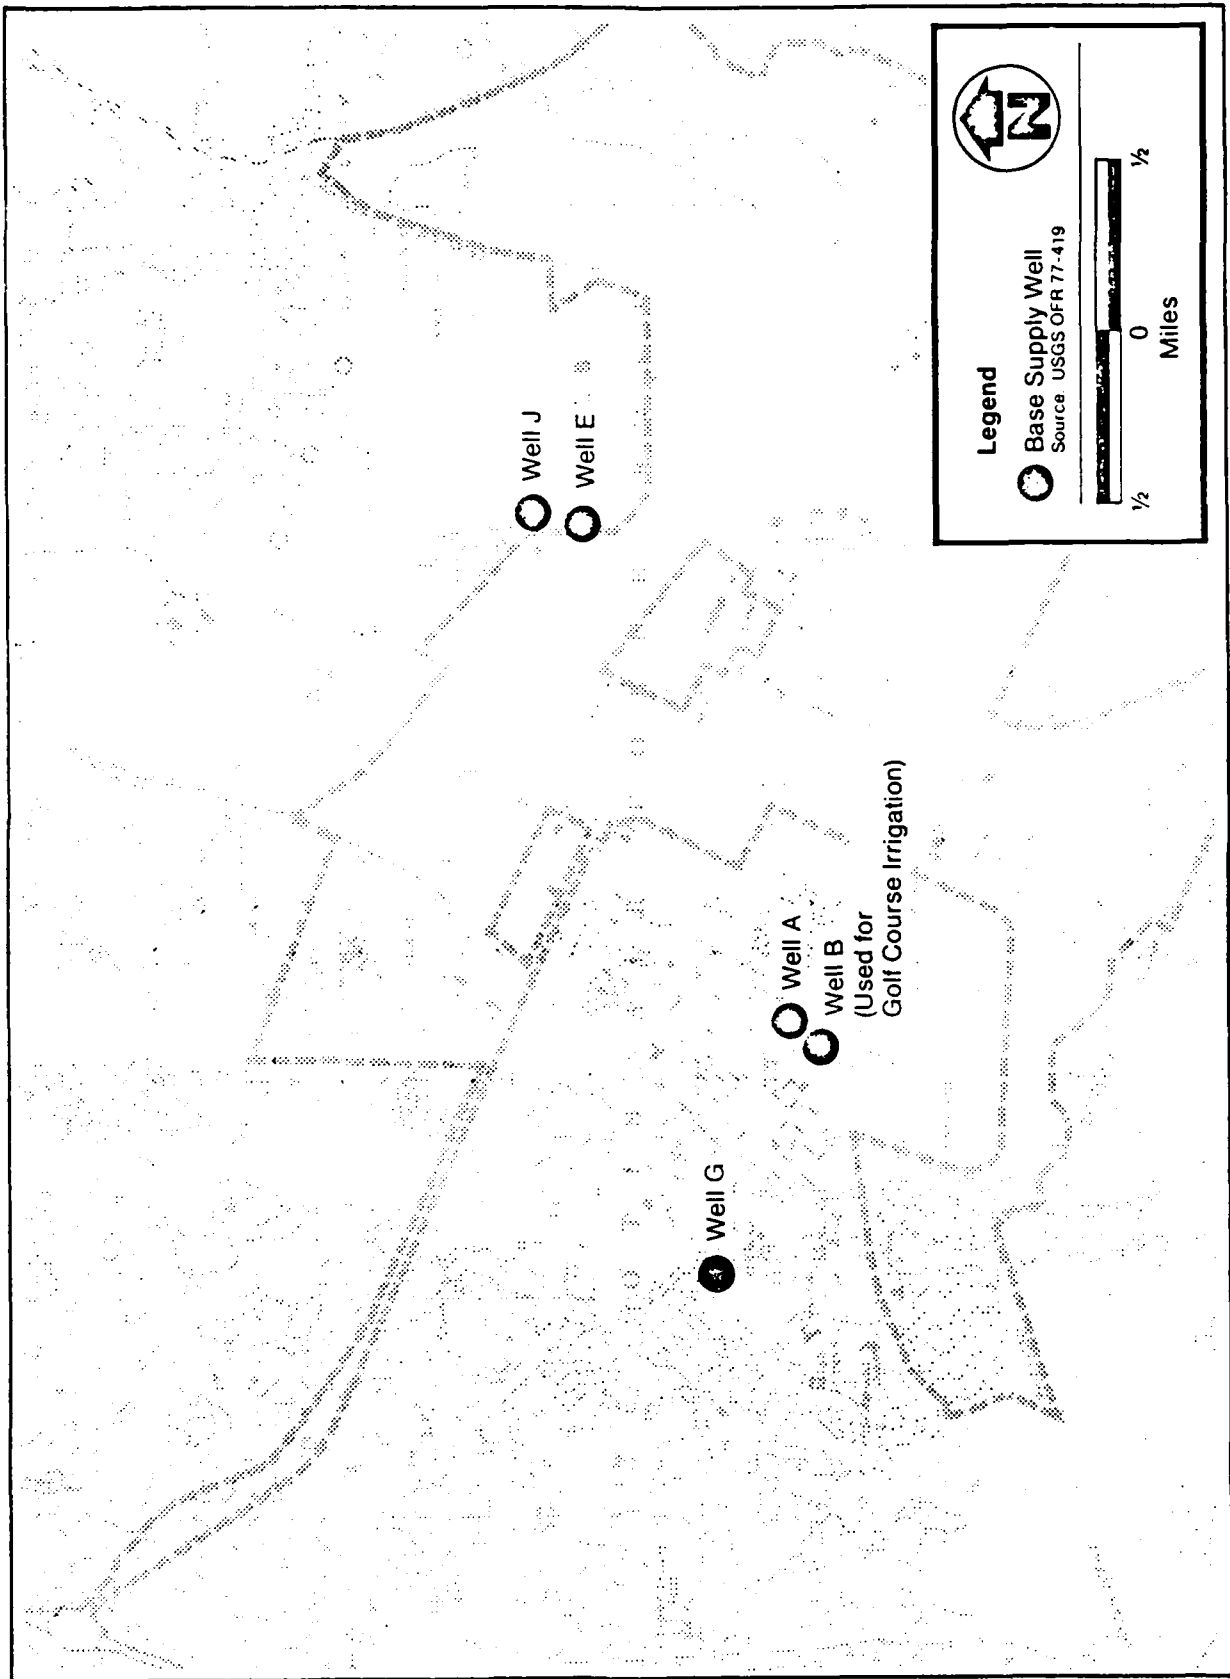 Well J
Well E
Well A
Well B
(Used for
Golf Course Irrigation)
Well G
Legend
N
Base Supply Well
Source. USGS OFR 77-419
½ 0 ½
Miles